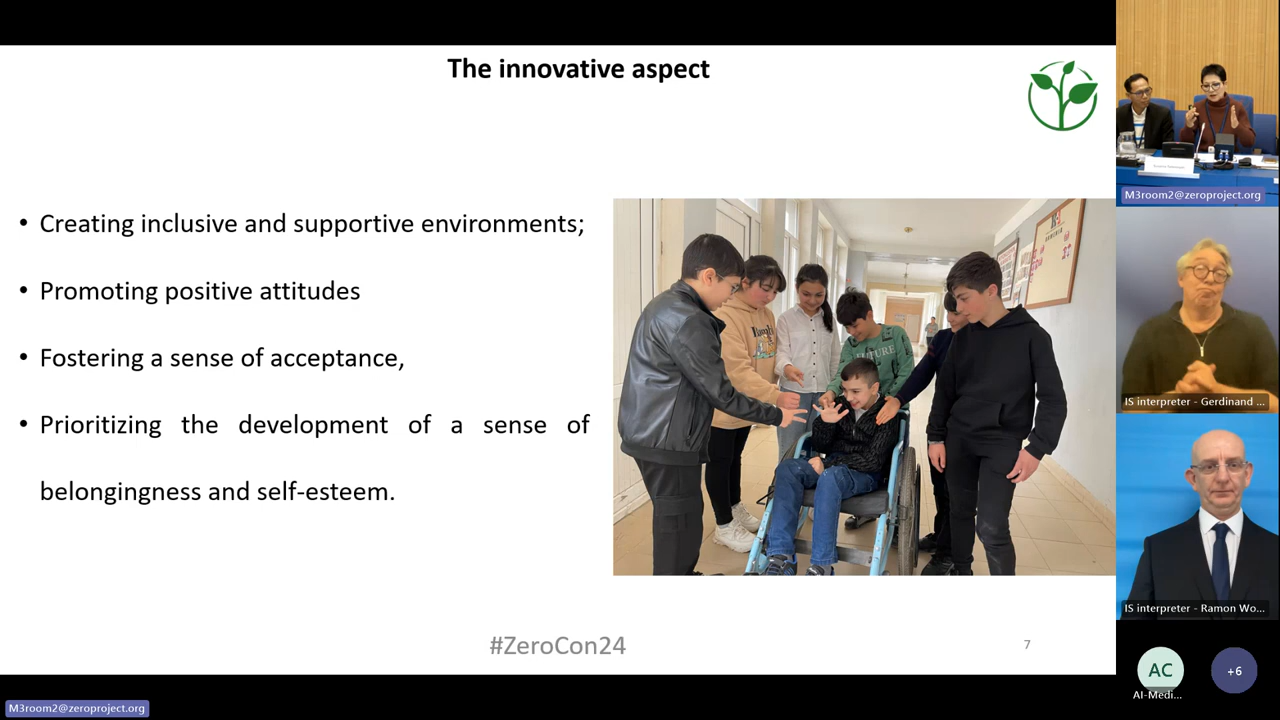 The innovative aspect
• Creating inclusive and supportive environments;
• Promoting positive attitudes
• Fostering a sense of acceptance,
• Prioritizing the development of a sense of
belongingness and self-esteem.
FUTURE
ARMENIA
#ZeroCon24
7
M3room2@zeroproject.org
M3room2@zeroproject.org
IS interpreter - Gerdinand ...
IS interpreter - Ramon Wo...
AC
AI-Medi...
+6